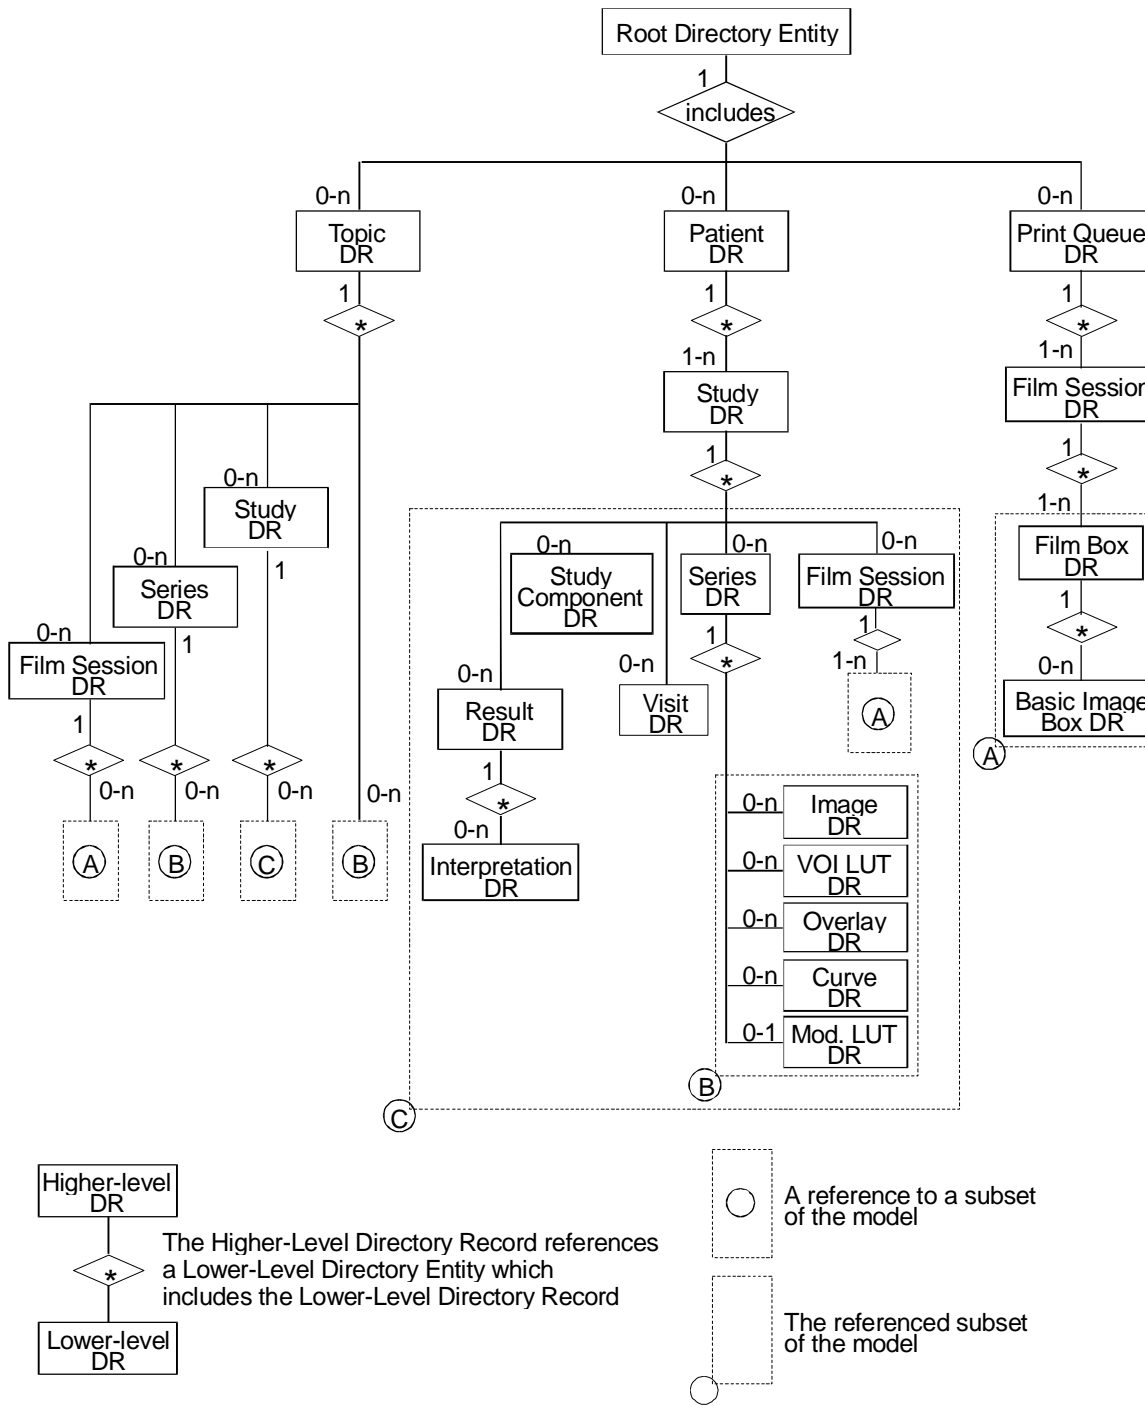 Root Directory Entity
1
includes
0-n
0-n
0-n
Topic
DR
Patient
DR
Print Queue
DR
1
1
1
*
*
*
1-n
1-n
Study
DR
Film Session
DR
1
1
*
*
0-n
1-n
Study
DR
0-n
0-n
0-n
Film Box
DR
0-n
1
Study
Component
DR
Series
DR
Film Session
DR
Series
DR
1
1
1
1
*
0-n
*
1-n
0-n
Film Session
DR
0-n
0-n
Result
DR
Visit
DR
A
Basic Image
Box DR
1
A
*
*
*
1
0-n
0-n
0-n
0-n
*
0-n
Image
DR
0-n
A
B
C
B
Interpretation
DR
0-n
VOI LUT
DR
0-n
Overlay
DR
0-n
Curve
DR
0-1
Mod. LUT
DR
B
C
Higher-level
DR
*
Lower-level
DR
The Higher-Level Directory Record references
a Lower-Level Directory Entity which
includes the Lower-Level Directory Record
A reference to a subset
of the model
The referenced subset
of the model